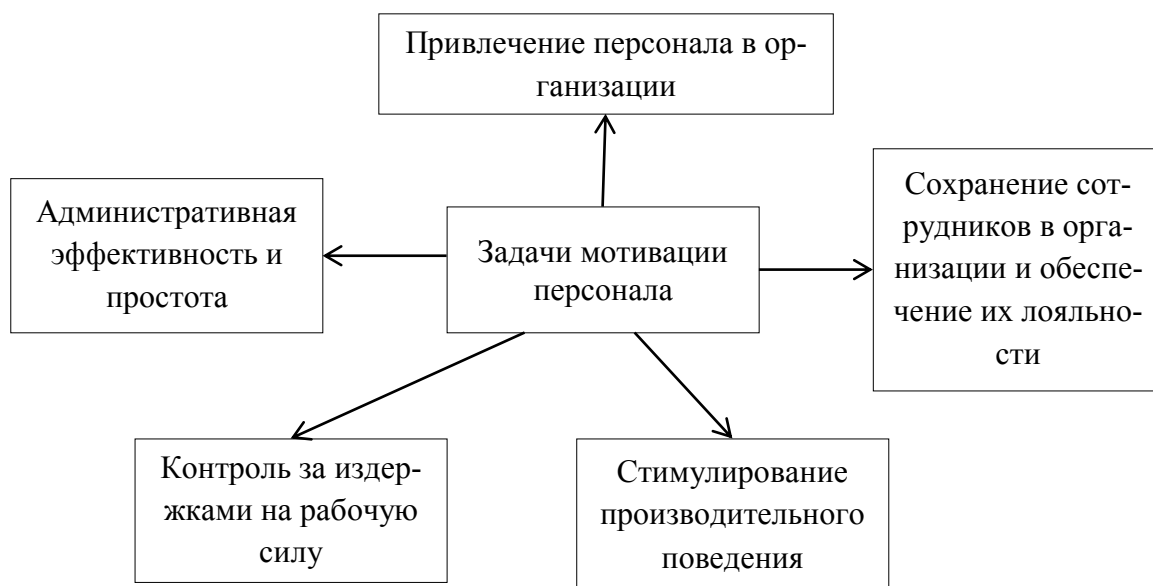 Привлечение персонала в ор-
ганизации
Административная
эффективность и
простота
Задачи мотивации
персонала
Сохранение сот-
рудников в орга-
низации и обеспе-
чение их лояльно-
сти
Контроль за издер-
жками на рабочую
силу
Стимулирование
производительного
поведения